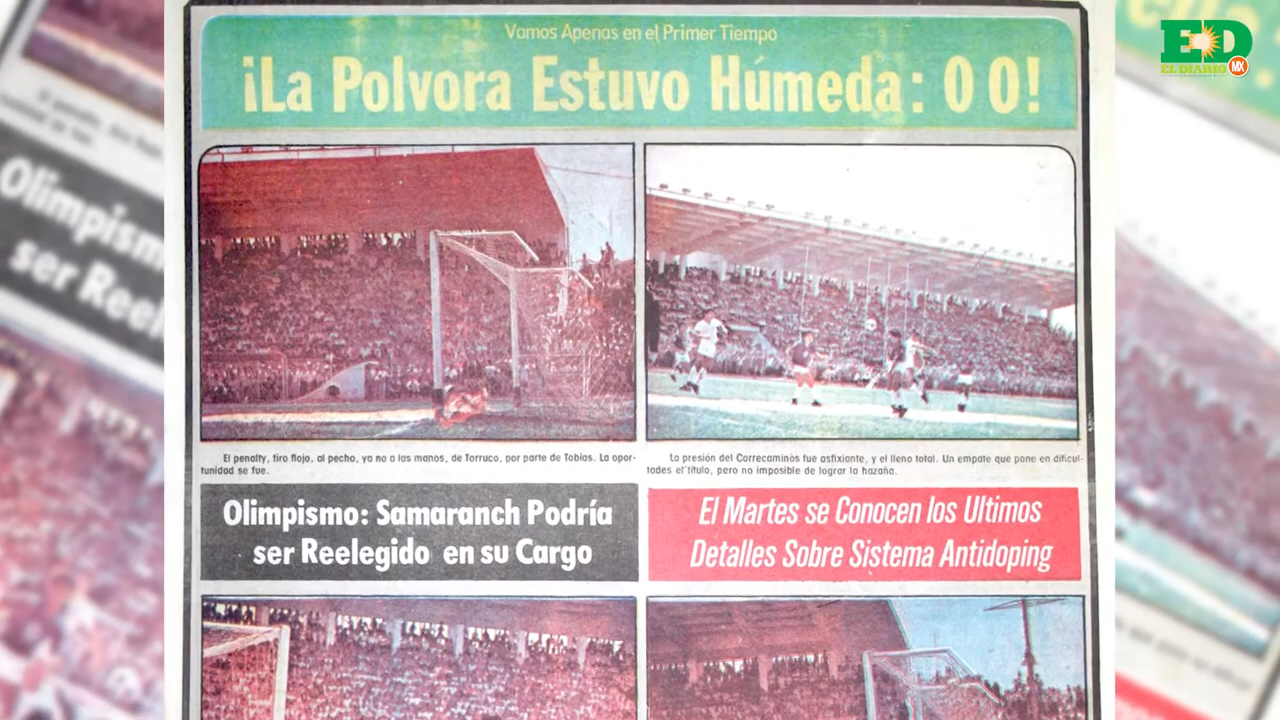 Vamos Apenas en el Primer Tiempo
¡La Polvora Estuvo Húmeda: 0 0!
ED
EL DIARIO MX
El penalty, tiro flojo, al pecho, ya no a las manos, de Torruco, por parte de Tobías. La opor-
tunidad se fue.
La presión del Correcaminos fue asfixiante, y el lleno total. Un empate que pone en dificul-
tades el título, pero no imposible de lograr la hazaña.
Olimpismo: Samaranch Podría
ser Reelegido en su Cargo
El Martes se Conocen los Ultimos
Detalles Sobre Sistema Antidoping
Olimpism
ser Reel